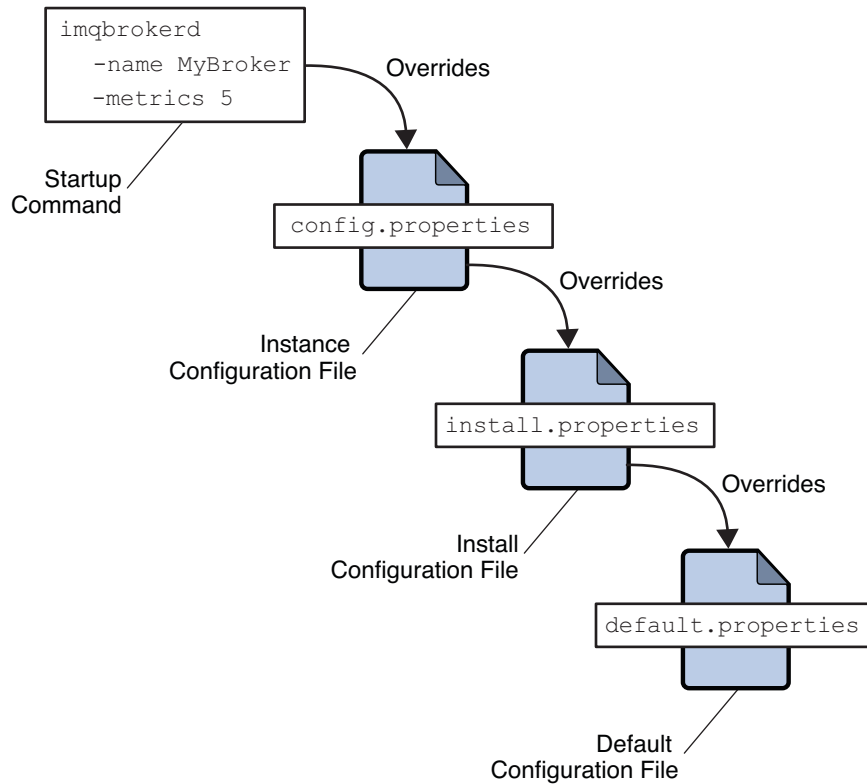 imqbrokerd
-name MyBroker
-metrics 5
Overrides
Startup
Command
config.properties
Overrides
Instance
Configuration File
install.properties
Overrides
Install
Configuration File
default.properties
Default
Configuration File